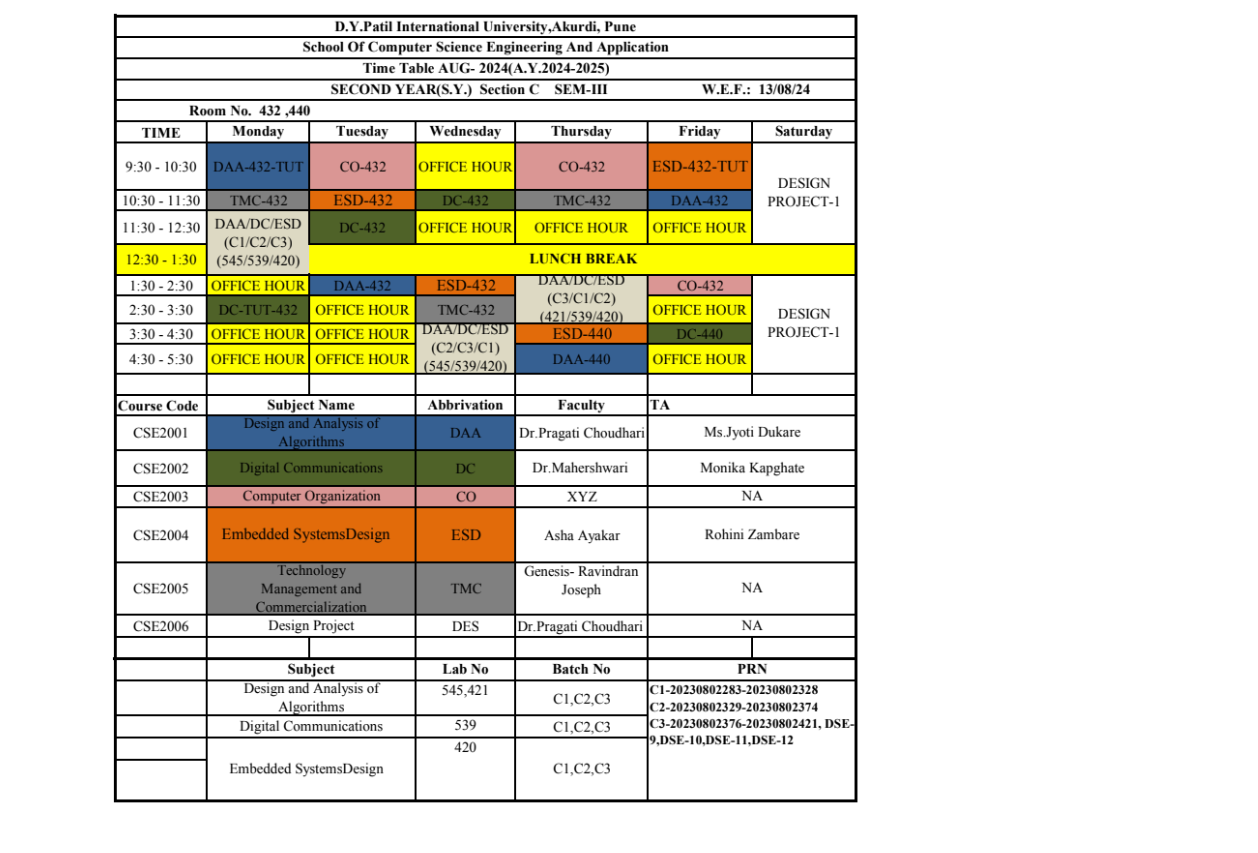 D.Y.Patil International University,Akurdi, Pune
School Of Computer Science Engineering And Application
Time Table AUG- 2024(A.Y.2024-2025)
SECOND YEAR(S.Y.) Section C SEM-III W.E.F.: 13/08/24
Room No. 432 ,440
TIME Monday Tuesday Wednesday Thursday Friday Saturday
9:30 - 10:30 DAA-432-TUT CO-432 OFFICE HOUR CO-432 ESD-432-TUT
DESIGN
PROJECT-1
10:30 - 11:30 TMC-432 ESD-432 DC-432 TMC-432 DAA-432
11:30 - 12:30 DAA/DC/ESD
(C1/C2/C3)
(545/539/420)
DC-432 OFFICE HOUR OFFICE HOUR OFFICE HOUR
12:30 - 1:30 LUNCH BREAK
1:30 - 2:30 OFFICE HOUR DAA-432 ESD-432 DAA/DC/ESD
(C3/C1/C2)
(421/539/420)
CO-432
DESIGN
PROJECT-1
2:30 - 3:30 DC-TUT-432 OFFICE HOUR TMC-432 OFFICE HOUR
3:30 - 4:30 OFFICE HOUR OFFICE HOUR DAA/DC/ESD
(C2/C3/C1)
(545/539/420)
ESD-440 DC-440
4:30 - 5:30 OFFICE HOUR OFFICE HOUR DAA-440 OFFICE HOUR
Course Code Subject Name Abbrivation Faculty TA
CSE2001 Design and Analysis of
Algorithms
DAA Dr.Pragati Choudhari Ms.Jyoti Dukare
CSE2002 Digital Communications DC Dr.Mahershwari Monika Kapghate
CSE2003 Computer Organization CO XYZ NA
CSE2004 Embedded SystemsDesign ESD Asha Ayakar Rohini Zambare
CSE2005 Technology
Management and
Commercialization
TMC Genesis- Ravindran
Joseph
NA
CSE2006 Design Project DES Dr.Pragati Choudhari NA
Subject Lab No Batch No PRN
Design and Analysis of
Algorithms
545,421 C1,C2,C3
Digital Communications 539 C1,C2,C3
Embedded SystemsDesign 420 C1,C2,C3
C1-20230802283-20230802328
C2-20230802329-20230802374
C3-20230802376-20230802421, DSE-
9,DSE-10,DSE-11,DSE-12